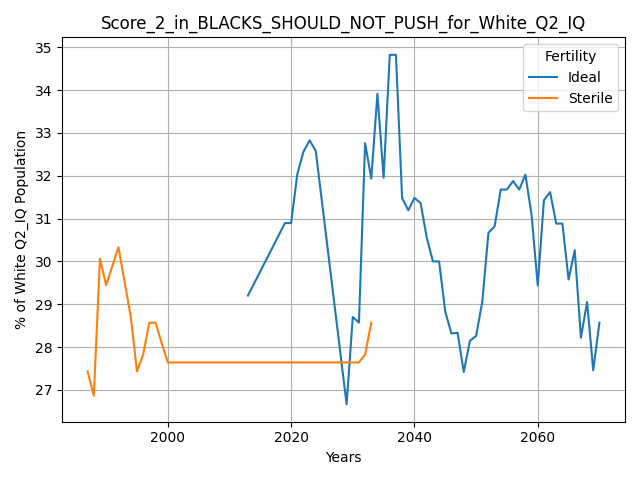 Score_2_in_BLACKS_SHOULD_NOT_PUSH_for_White_Q2_IQ
Fertility
Ideal
Sterile
% of White Q2_IQ Population
35
34
33
32
31
30
29
28
27
2000
2020
2040
2060
Years